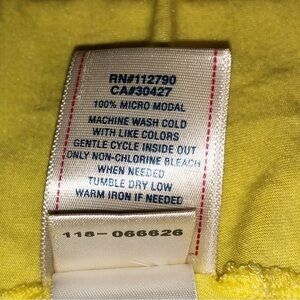 RN#112790
CA#30427
100% MICRO MODAL
MACHINE WASH COLD
WITH LIKE COLORS
GENTLE CYCLE INSIDE OUT
ONLY NON-CHLORINE BLEACH
WHEN NEEDED
TUMBLE DRY LOW
WARM IRON IF NEEDED
118-066626